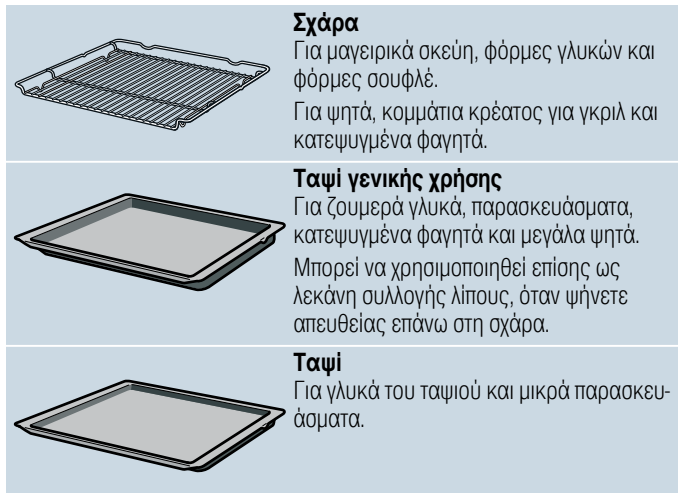 Σχάρα
Για μαγειρικά σκεύη, φόρμες γλυκών και
φόρμες σουφλέ.
Για ψητά, κομμάτια κρέατος για γκριλ και
κατεψυγμένα φαγητά.
Ταψί γενικής χρήσης
Για ζουμερά γλυκά, παρασκευάσματα,
κατεψυγμένα φαγητά και μεγάλα ψητά.
Μπορεί να χρησιμοποιηθεί επίσης ως
λεκάνη συλλογής λίπους, όταν ψήνετε
απευθείας επάνω στη σχάρα.
Ταψί
Για γλυκά του ταψιού και μικρά παρασκευ-
άσματα.